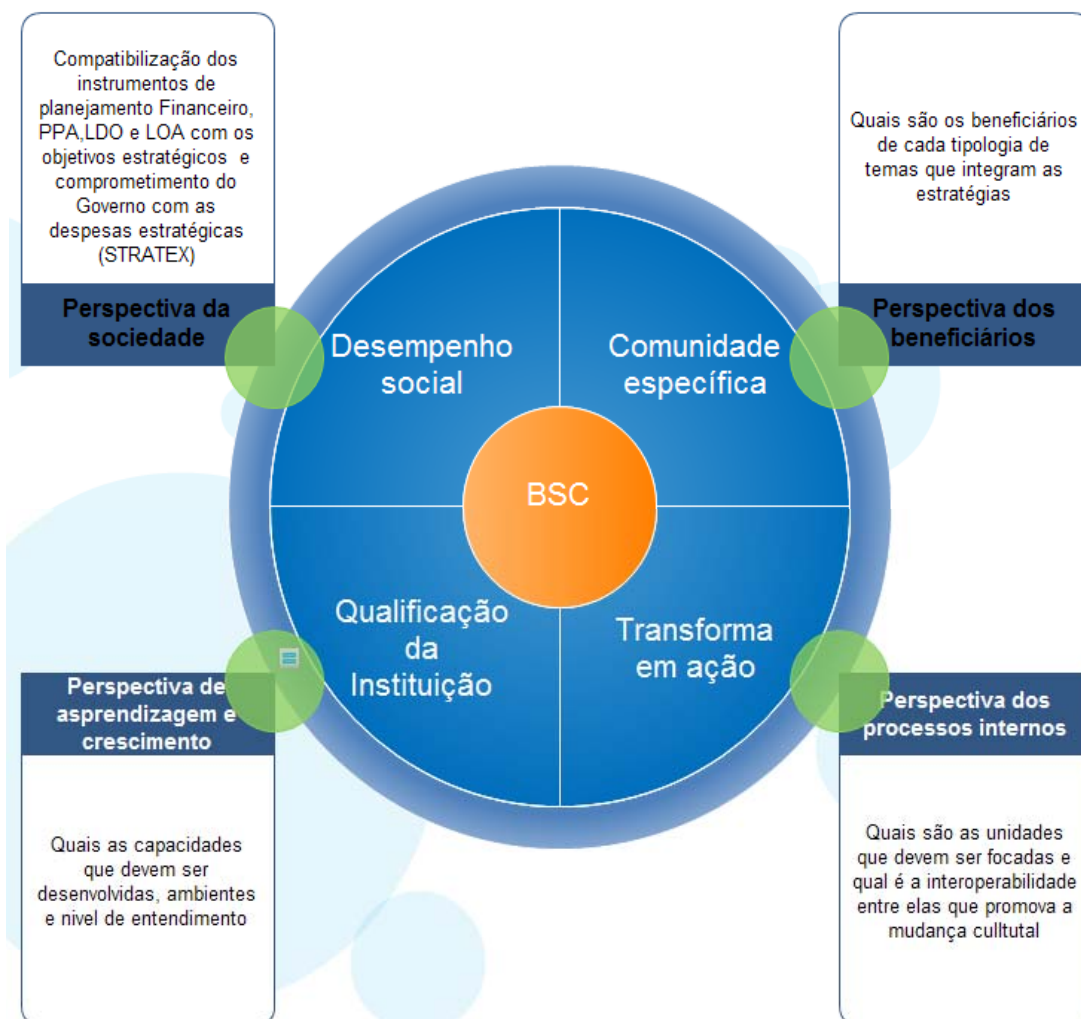 Compatibilização dos
instrumentos de
planejamento Financeiro,
PPA,LDO e LOA com os
objetivos estratégicos e
comprometimento do
Governo com as
despesas estratégicas
(STRATEX)
Perspectiva da
sociedade
Quais são os beneficiários
de cada tipologia de
temas que integram as
estratégias
Perspectiva dos
beneficiários
Desempenho
social
Comunidade
específica
BSC
Qualificação
da
Instituição
Transforma
em ação
Perspectiva de
asprendizagem e
crescimento
Quais as capacidades
que devem ser
desenvolvidas, ambientes
e nivel de entendimento
Perspectiva dos
processos internos
Quais são as unidades
que devem ser focadas e
qual é a interoperabilidade
entre elas que promova a
mudança culltutal